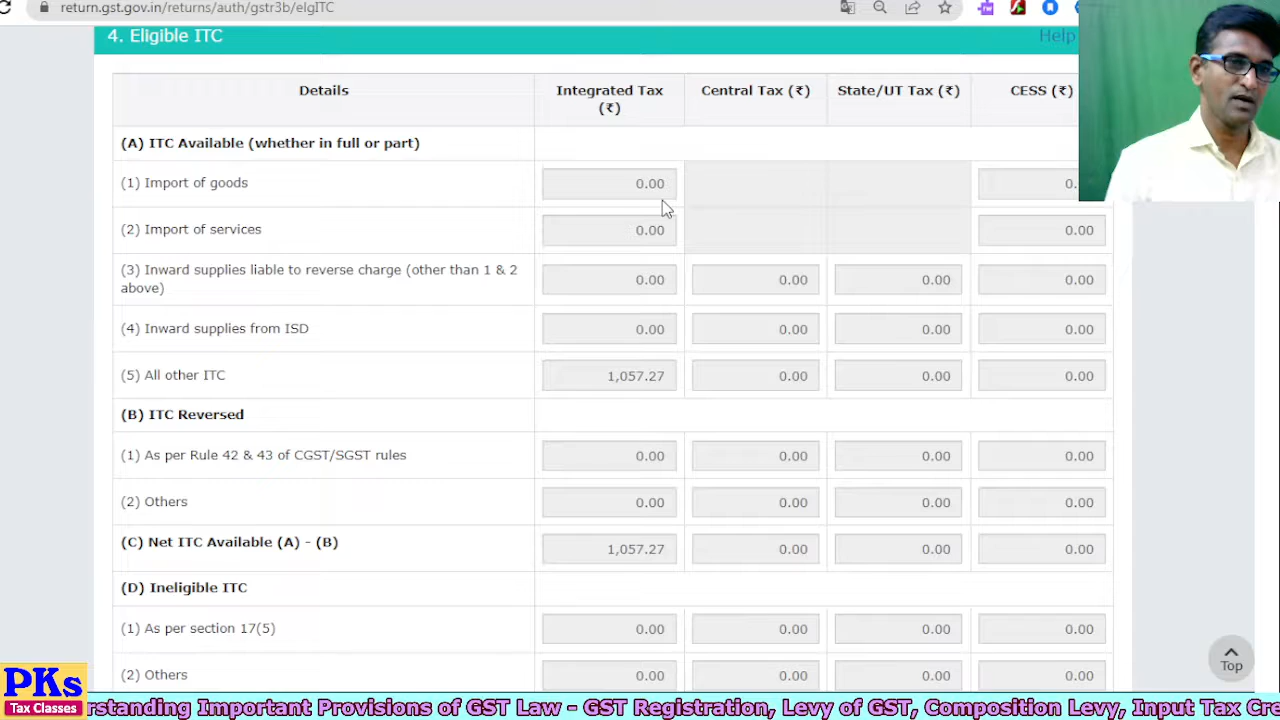 return.gst.gov.in/returns/auth/gstr3b/elgITC
4. Eligible ITC
Help
Details
Integrated Tax (₹)
Central Tax (₹)
State/UT Tax (₹)
CESS (₹)
(A) ITC Available (whether in full or part)
(1) Import of goods
0.00
0.
(2) Import of services
0.00
0.00
(3) Inward supplies liable to reverse charge (other than 1 & 2
above)
0.00
0.00
0.00
0.00
(4) Inward supplies from ISD
0.00
0.00
0.00
0.00
(5) All other ITC
1,057.27
0.00
0.00
0.00
(B) ITC Reversed
(1) As per Rule 42 & 43 of CGST/SGST rules
0.00
0.00
0.00
0.00
(2) Others
0.00
0.00
0.00
0.00
(C) Net ITC Available (A) - (B)
1,057.27
0.00
0.00
0.00
(D) Ineligible ITC
(1) As per section 17(5)
0.00
0.00
0.00
0.00
(2) Others
0.00
0.00
0.00
0.00
Top
PKs
Tax Classes
rstanding Important Provisions of GST Law - GST Registration, Levy of GST, Composition Levy, Input Tax Cre